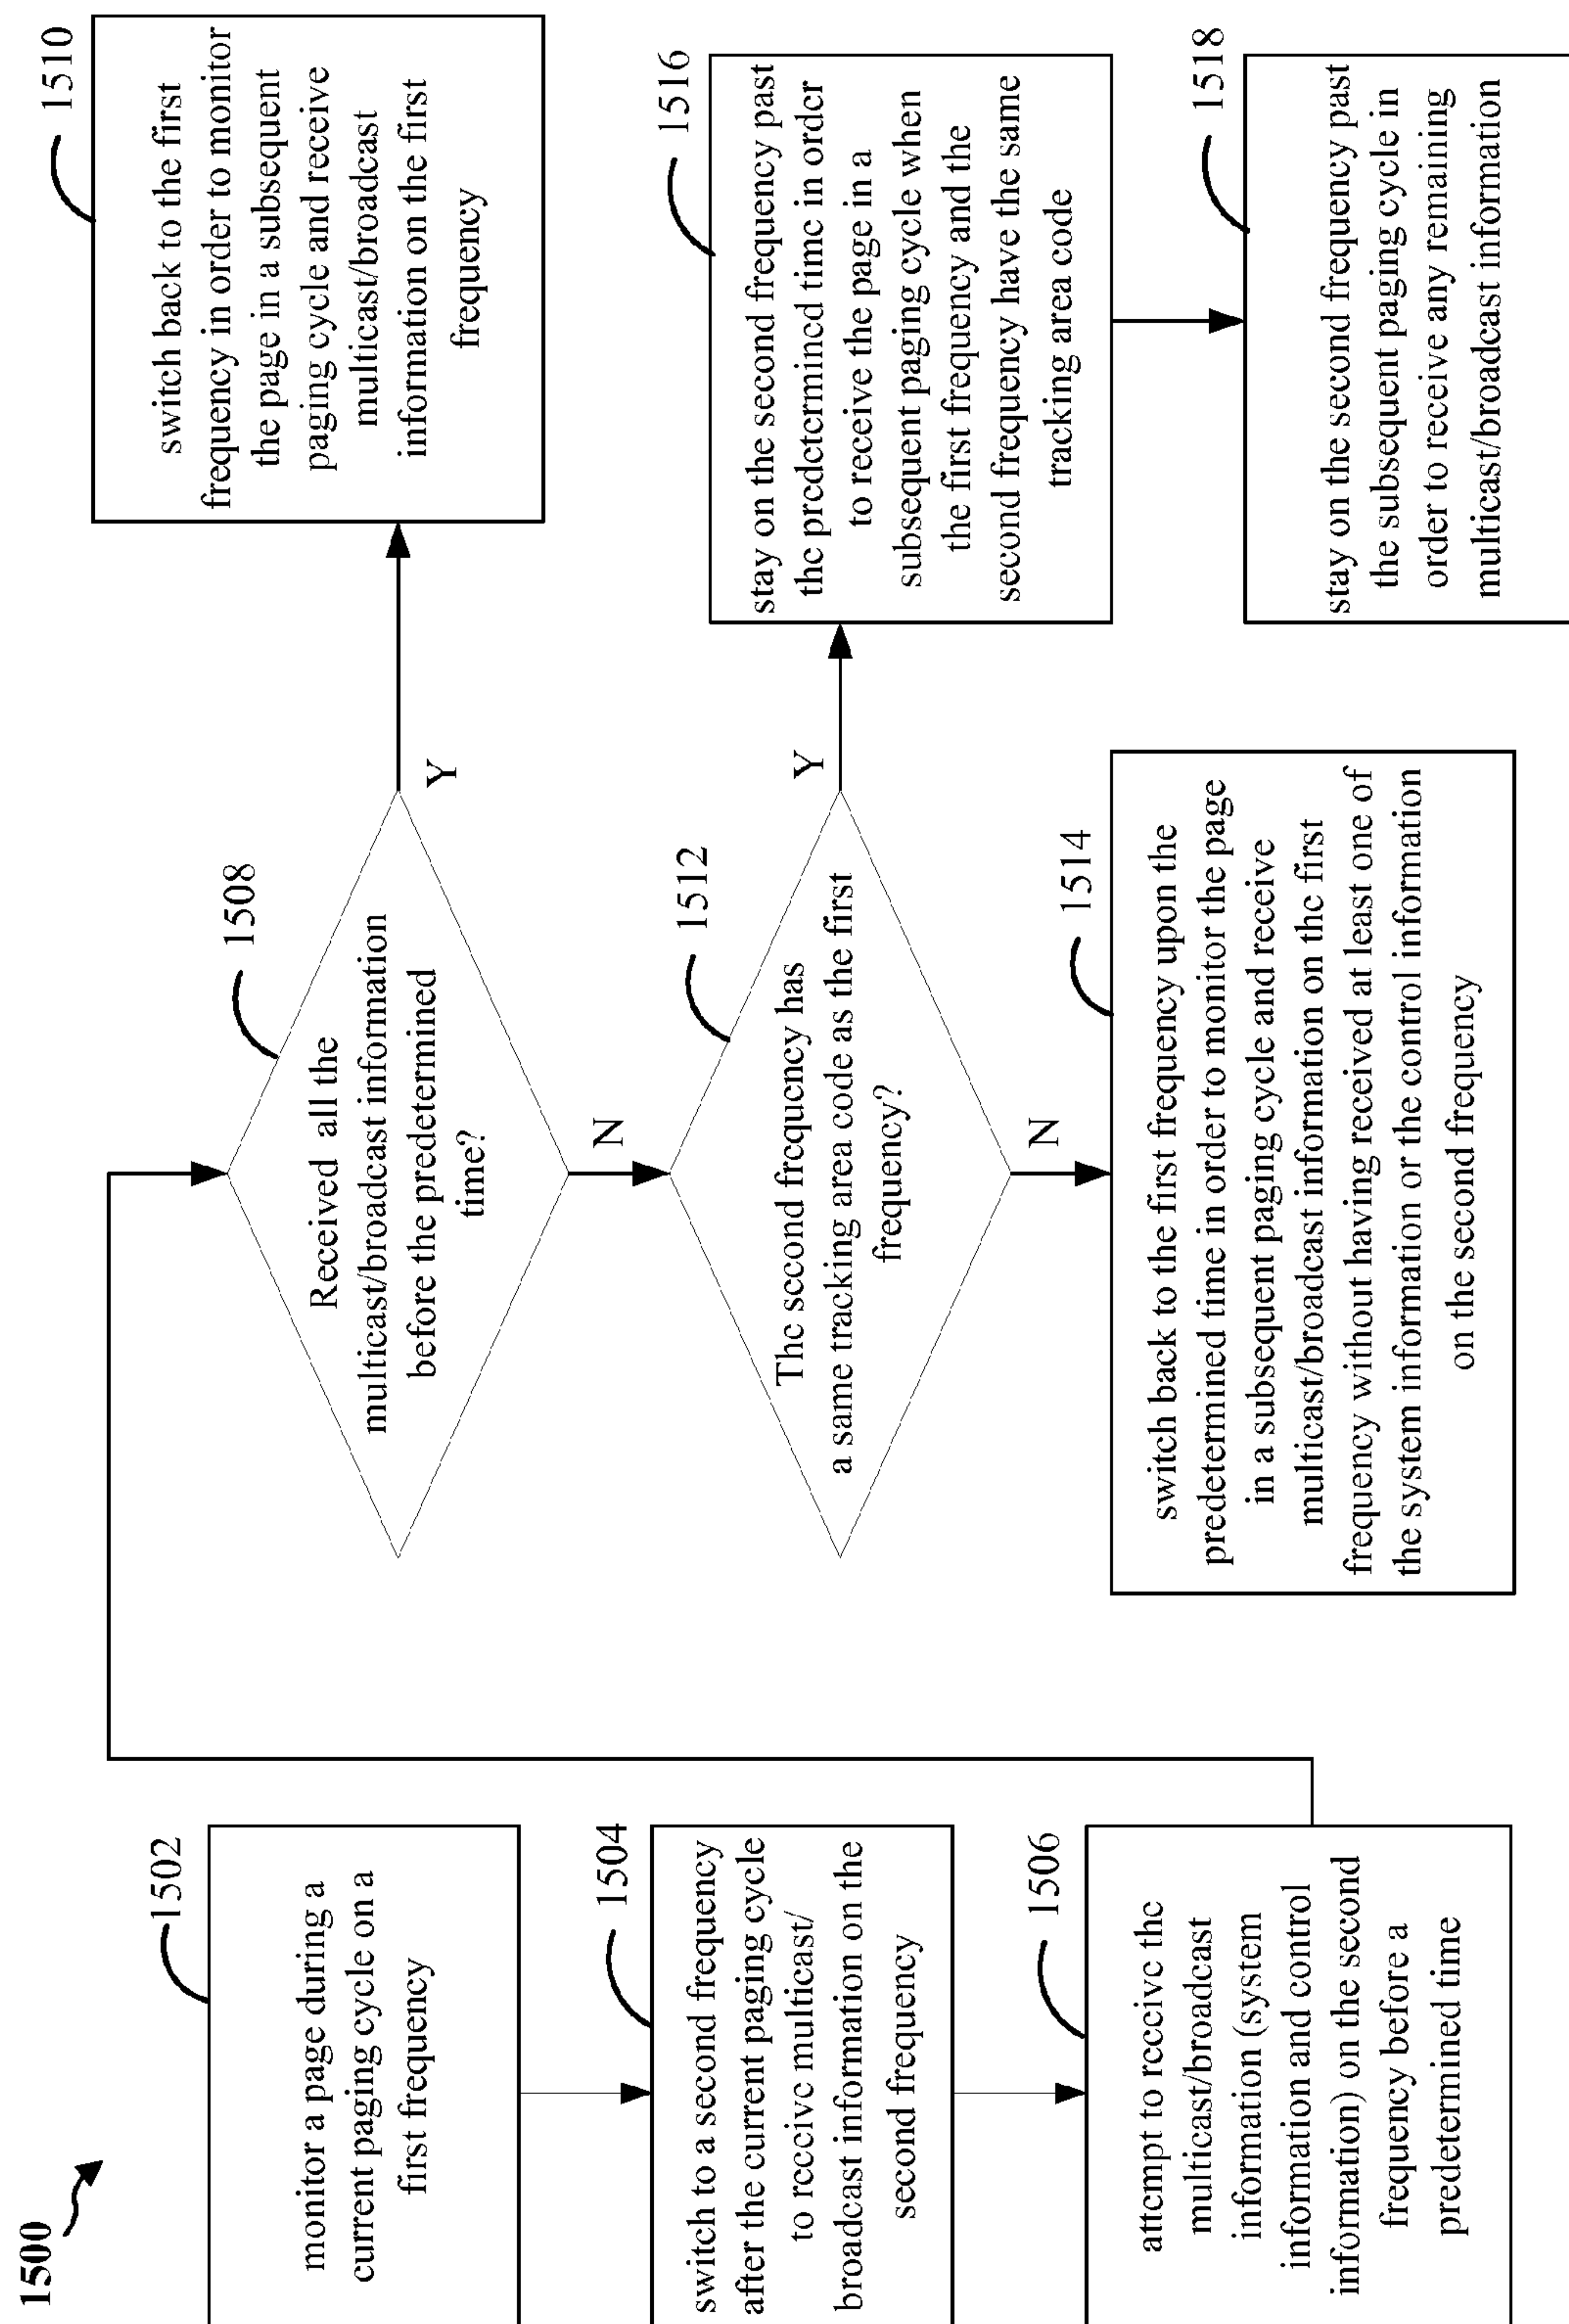 1500
1502
monitor a page during a
current paging cycle on a
first frequency
1504
switch to a second frequency
after the current paging cycle
to receive multicast/
broadcast information on the
second frequency
1506
attempt to receive the
multicast/broadcast
information (system
information and control
information) on the second
frequency before a
predetermined time
1508
Received all the
multicast/broadcast information
before the predetermined
time?
Y
N
1510
switch back to the first
frequency in order to monitor
the page in a subsequent
paging cycle and receive
multicast/broadcast
information on the first
frequency
1512
The second frequency has
a same tracking area code as the first
frequency?
Y
N
1514
switch back to the first frequency upon the
predetermined time in order to monitor the page
in a subsequent paging cycle and receive
multicast/broadcast information on the first
frequency without having received at least one of
the system information or the control information
on the second frequency
1516
stay on the second frequency past
the predetermined time in order
to receive the page in a
subsequent paging cycle when
the first frequency and the
second frequency have the same
tracking area code
1518
stay on the second frequency past
the subsequent paging cycle in
order to receive any remaining
multicast/broadcast information